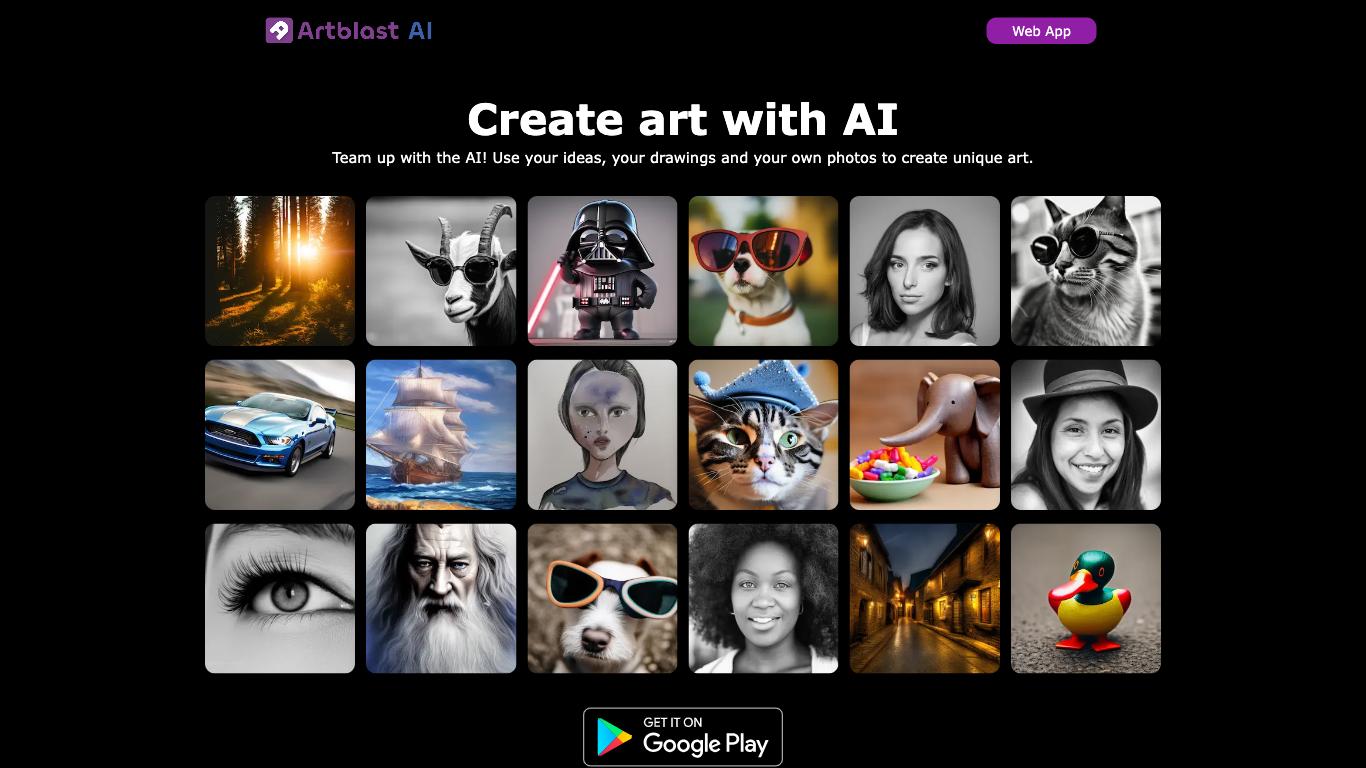 Artblast AI
Web App
Create art with AI
Team up with the AI! Use your ideas, your drawings and your own photos to create unique art.
GET IT ON
Google Play